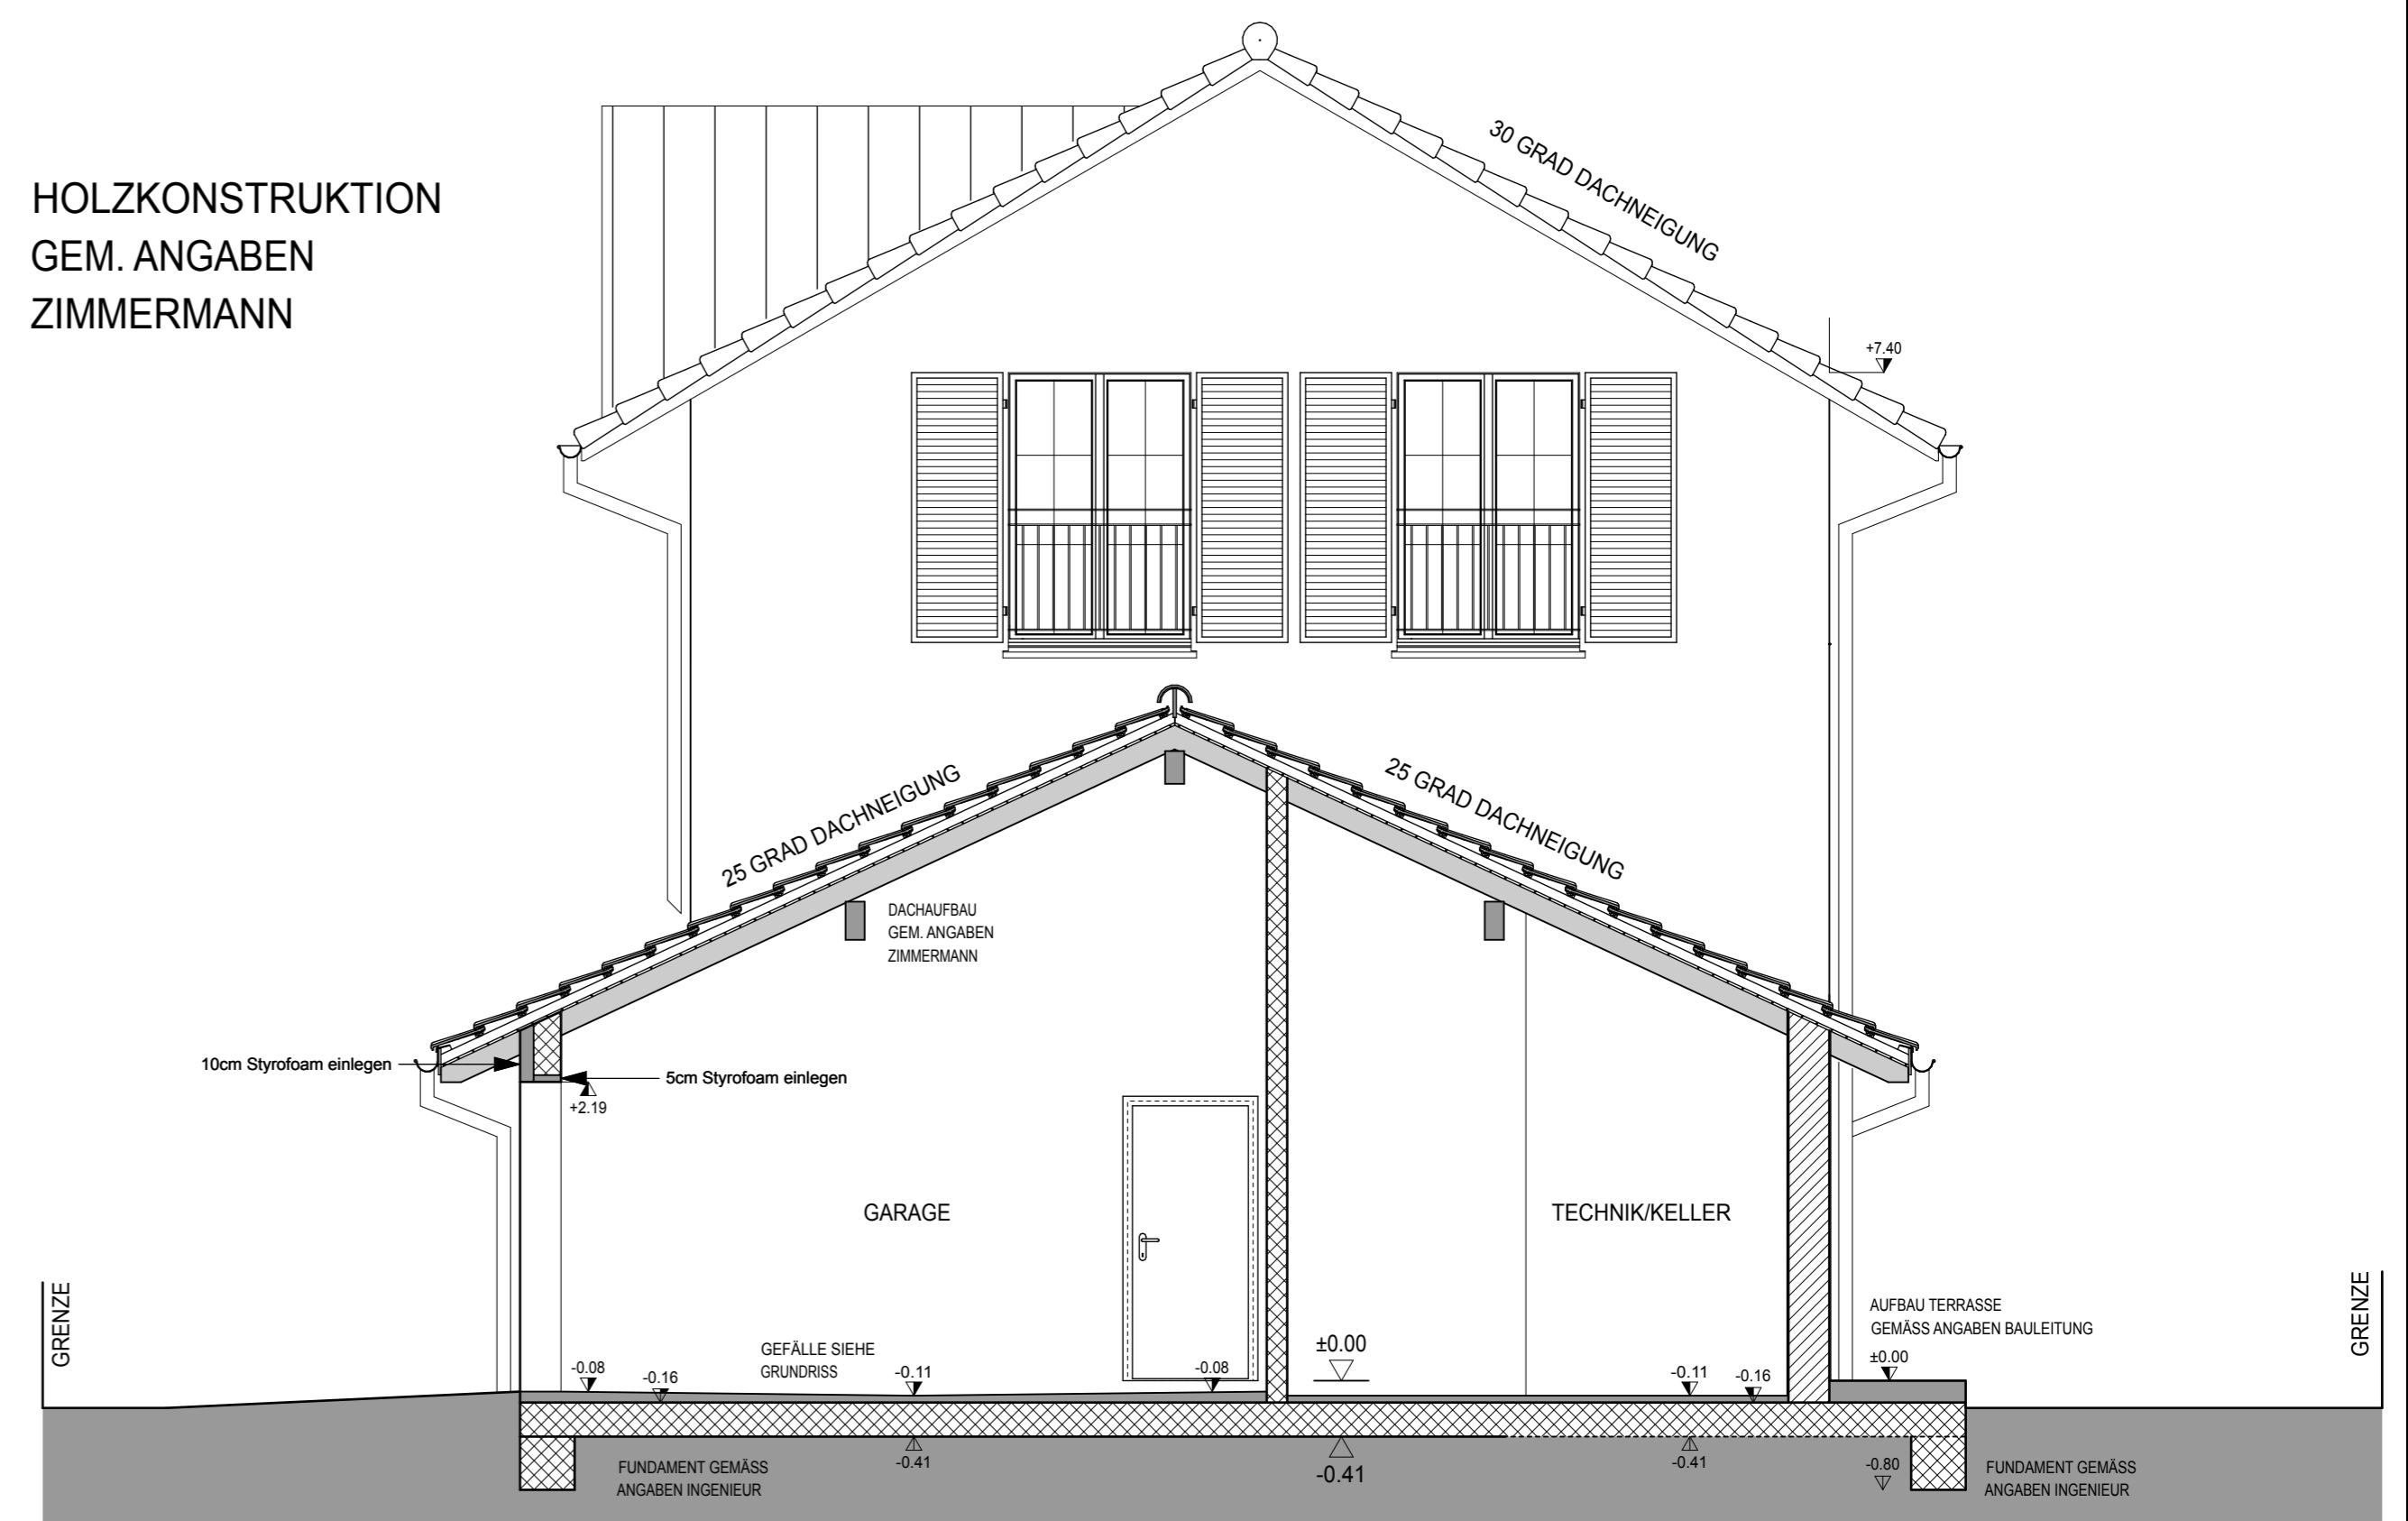 HOLZKONSTRUKTION
GEM. ANGABEN
ZIMMERMANN
30 GRAD DACHNEIGUNG
+7.40
25 GRAD DACHNEIGUNG
25 GRAD DACHNEIGUNG
DACHAUFBAU
GEM. ANGABEN
ZIMMERMANN
10cm Styrofoam einlegen
5cm Styrofoam einlegen
+2.19
GARAGE
TECHNIK/KELLER
GRENZE
GRENZE
AUFBAU TERRASSE
GEMÄSS ANGABEN BAULEITUNG
±0.00
GEFÄLLE SIEHE
GRUNDRISS
±0.00
-0.08
-0.16
-0.11
-0.08
-0.11
-0.16
-0.41
-0.41
-0.41
-0.80
FUNDAMENT GEMÄSS
ANGABEN INGENIEUR
FUNDAMENT GEMÄSS
ANGABEN INGENIEUR